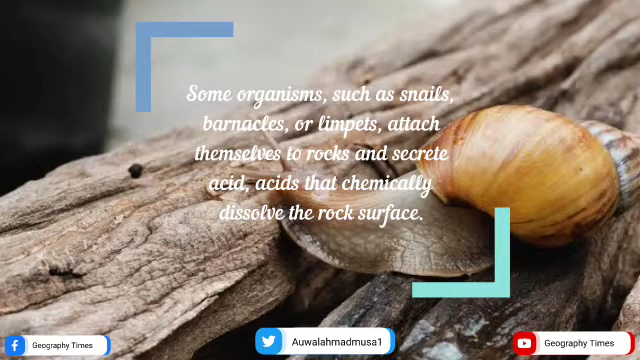 Some organisms, such as snails,
barnacles, or limpets, attach
themselves to rocks and secrete
acid, acids that chemically
dissolve the rock surface.
Geography Times
Auwalahmadmusa1
Geography Times